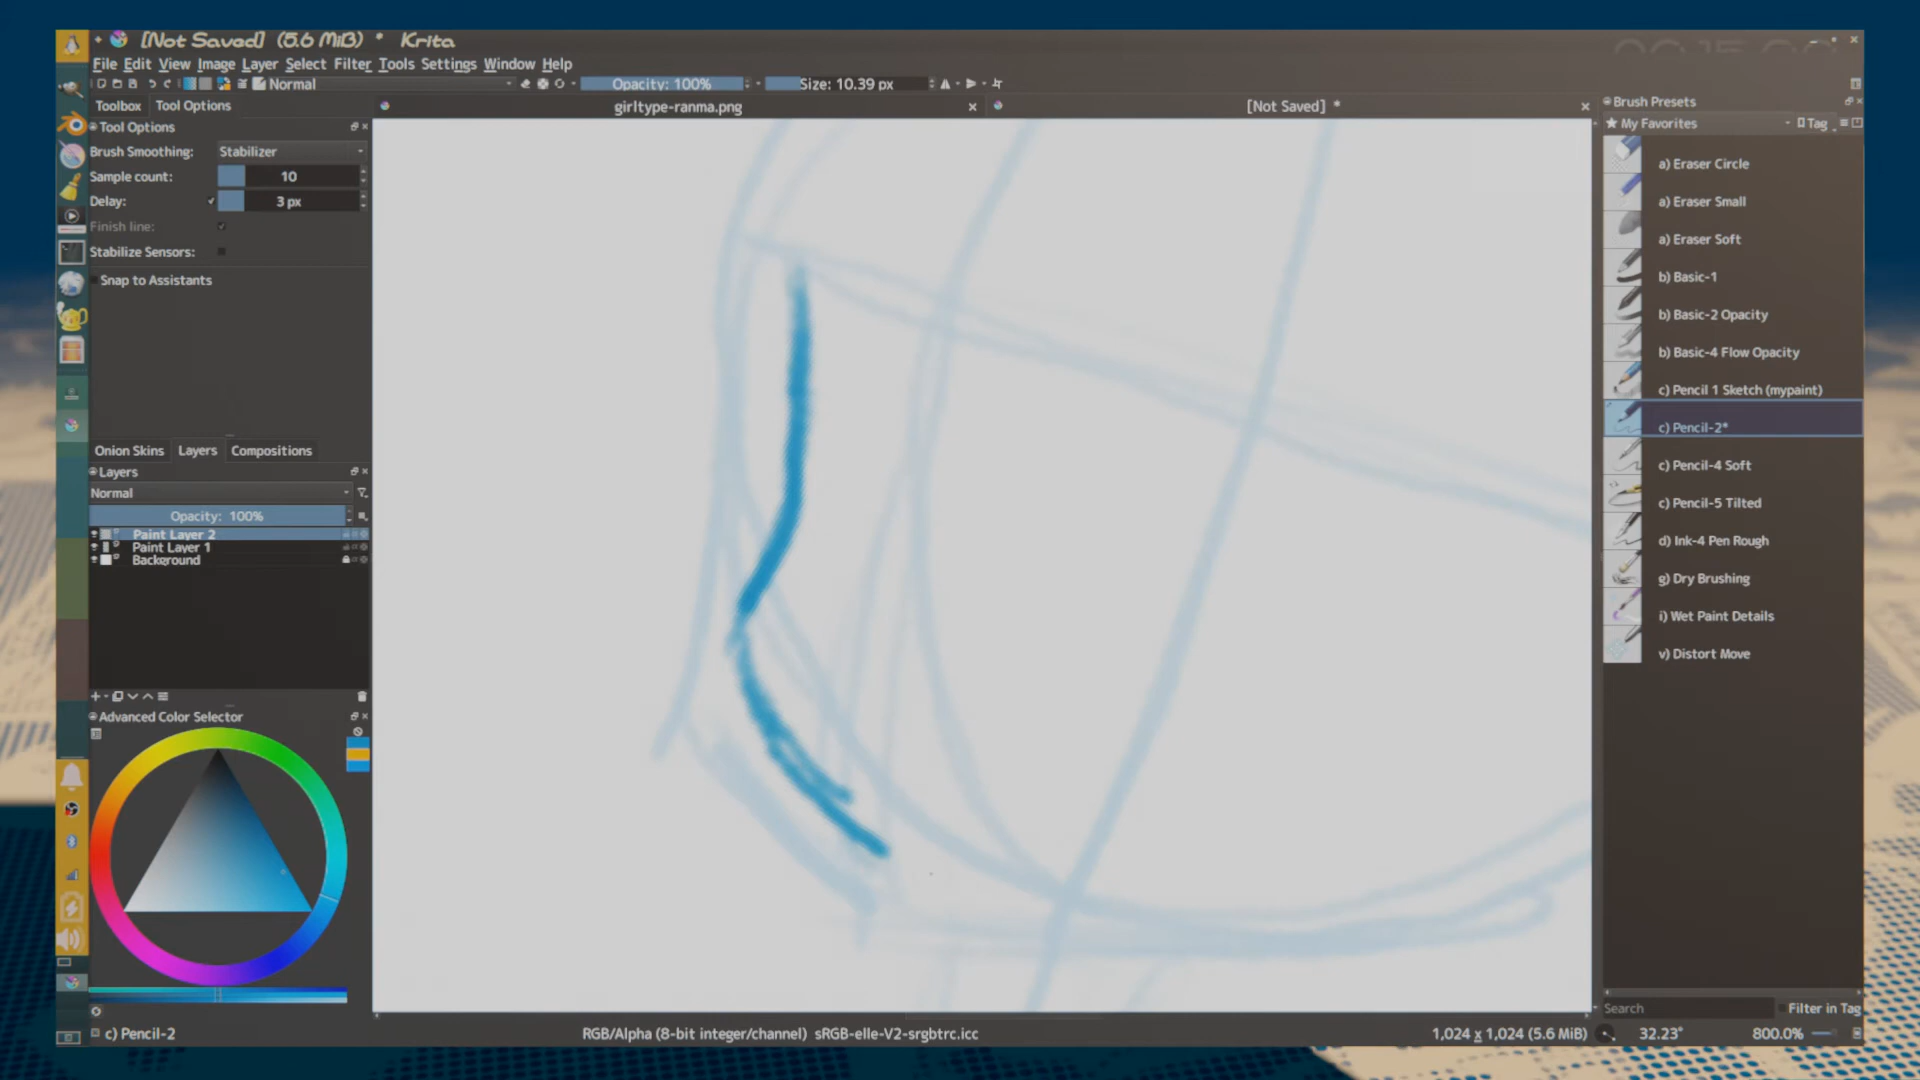 [Not Saved] (5.6 MiB) * Krita
File Edit View Image Layer Select Filter Tools Settings Window Help
Normal Opacity: 100% Size: 10.39 px
Toolbox Tool Options
girltype-ranma.png
[Not Saved] *
Tool Options
Brush Smoothing: Stabilizer
Sample count: 10
Delay: 3 px
Finish line:
Stabilize Sensors:
Snap to Assistants
Onion Skins Layers Compositions
Layers
Normal
Opacity: 100%
Paint Layer 2
Paint Layer 1
Background
Advanced Color Selector
Brush Presets
My Favorites Tag
a) Eraser Circle
a) Eraser Small
a) Eraser Soft
b) Basic-1
b) Basic-2 Opacity
b) Basic-4 Flow Opacity
c) Pencil 1 Sketch (mypaint)
c) Pencil-2*
c) Pencil-4 Soft
c) Pencil-5 Tilted
d) Ink-4 Pen Rough
g) Dry Brushing
i) Wet Paint Details
v) Distort Move
Search Filter in Tag
c) Pencil-2
RGB/Alpha (8-bit integer/channel) sRGB-elle-V2-srgbtrc.icc
1,024 x 1,024 (5.6 MiB) 32.23° 800.0%